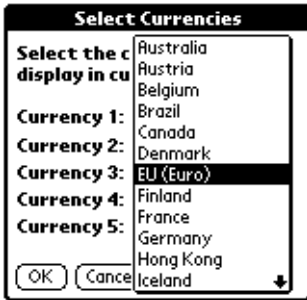 Select Currencies
Select the c
display in cu
Currency 1:
Currency 2:
Currency 3:
Currency 4:
Currency 5:
Australia
Austria
Belgium
Brazil
Canada
Denmark
EU (Euro)
Finland
France
Germany
Hong Kong
Iceland
OK
Cance